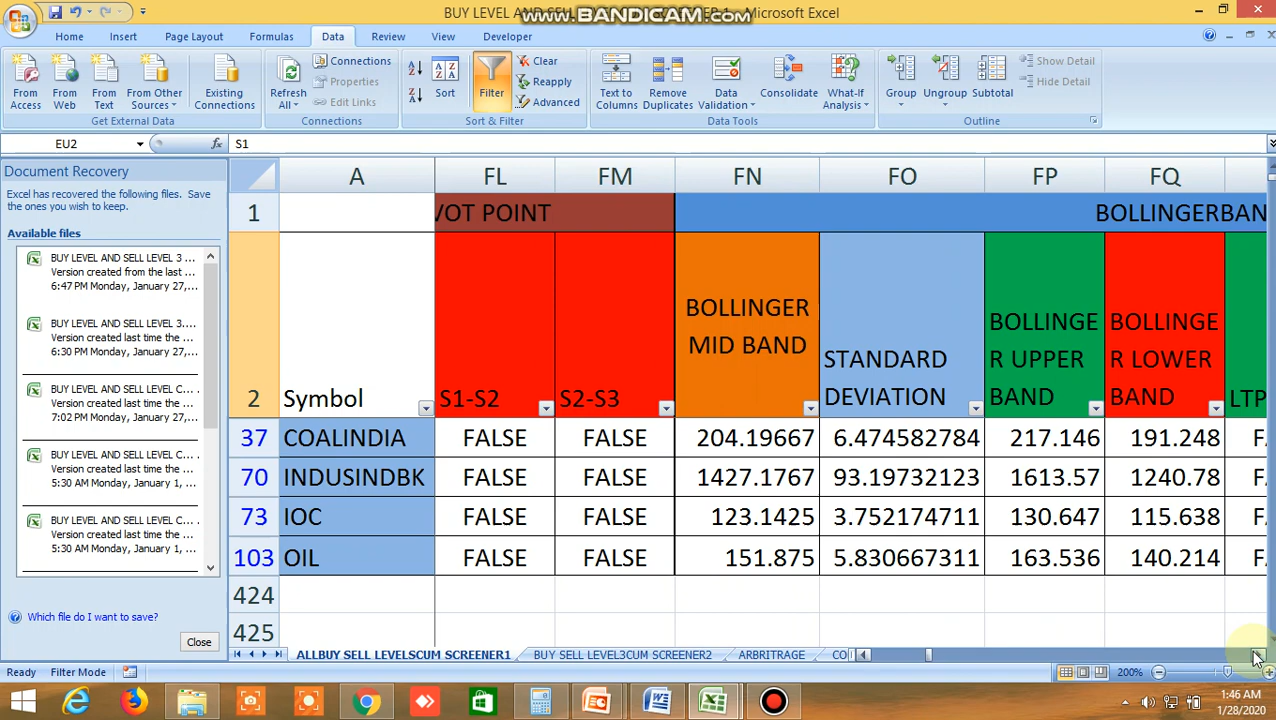 BUY LEVEL AND SELL
www.BANDICAM.com
Microsoft Excel
Home Insert Page Layout Formulas Data Review View Developer
From Access
From Web
From Text
From Other Sources
Existing Connections
Get External Data
Refresh All
Connections
Properties
Edit Links
Connections
Sort
Filter
Clear
Reapply
Advanced
Sort & Filter
Text to Columns
Remove Duplicates
Data Validation
Consolidate
What-If Analysis
Data Tools
Group
Ungroup
Subtotal
Show Detail
Hide Detail
Outline
EU2 fx S1
Document Recovery
Excel has recovered the following files. Save
the ones you wish to keep.
Available files
BUY LEVEL AND SELL LEVEL 3 ...
Version created from the last ...
6:47 PM Monday, January 27,...
BUY LEVEL AND SELL LEVEL 3....
Version created last time the ...
6:30 PM Monday, January 27,...
BUY LEVEL AND SELL LEVEL C...
Version created last time the ...
7:02 PM Monday, January 27,...
BUY LEVEL AND SELL LEVEL C...
Version created last time the ...
5:30 AM Monday, January 1, ...
BUY LEVEL AND SELL LEVEL C...
Version created last time the ...
5:30 AM Monday, January 1, ...
Which file do I want to save?
Close
A FL FM FN FO FP FQ
1 VOT POINT BOLLINGERBAN
2 Symbol
S1-S2
S2-S3
BOLLINGER
MID BAND
STANDARD
DEVIATION
BOLLINGE
R UPPER
BAND
BOLLINGE
R LOWER
BAND
LTP
37 COALINDIA FALSE FALSE 204.19667 6.474582784 217.146 191.248 FA
70 INDUSINDBK FALSE FALSE 1427.1767 93.19732123 1613.57 1240.78 FA
73 IOC FALSE FALSE 123.1425 3.752174711 130.647 115.638 FA
103 OIL FALSE FALSE 151.875 5.830667311 163.536 140.214 FA
424
425
ALLBUY SELL LEVELSCUM SCREENER1 BUY SELL LEVEL3CUM SCREENER2 ARBRITRAGE CO
Ready Filter Mode 200%
1:46 AM
1/28/2020